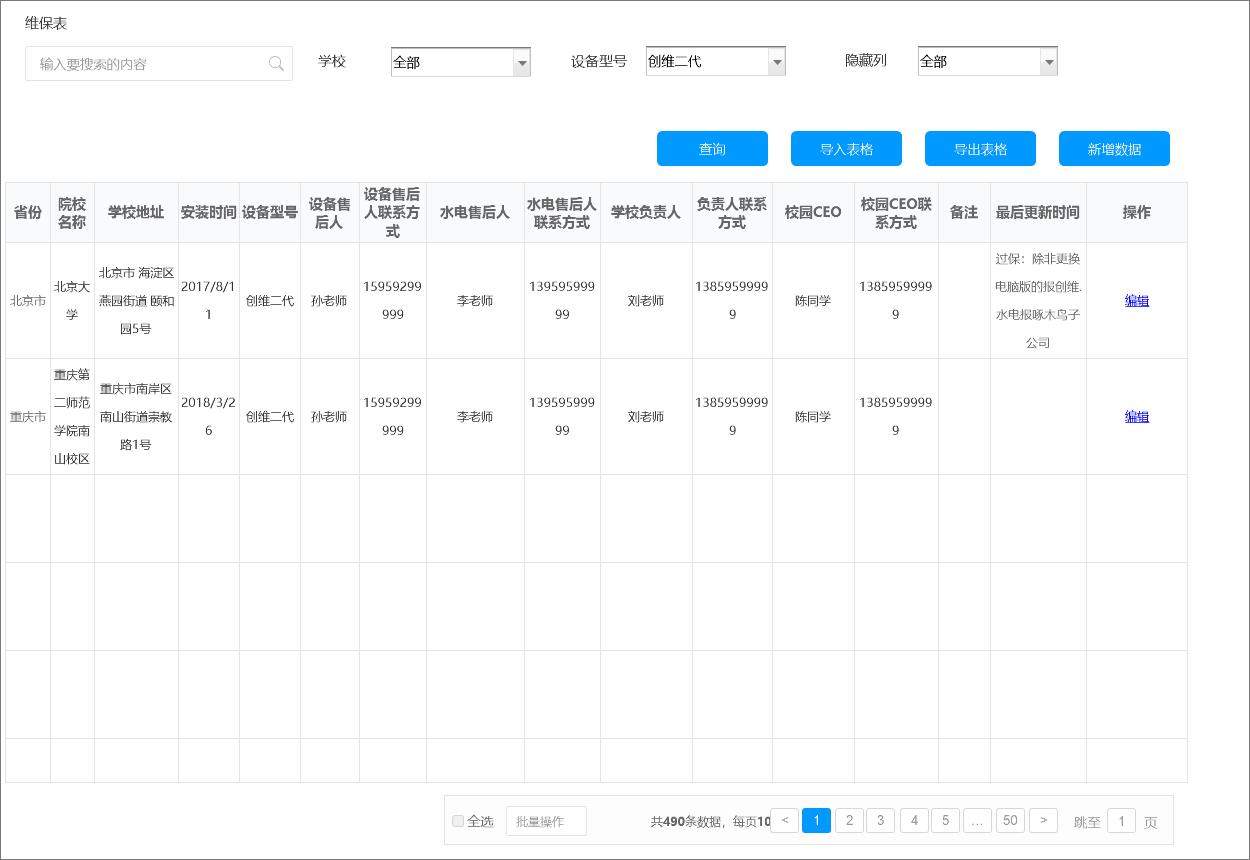 维保表
输入要搜索的内容 学校 全部 设备型号 创维二代 隐藏列 全部
查询 导入表格 导出表格 新增数据
省份 院校名称 学校地址 安装时间 设备型号 设备售后人 设备售后人联系方式 水电售后人 水电售后人联系方式 学校负责人 负责人联系方式 校园CEO 校园CEO联系方式 备注 最后更新时间 操作
北京市 北京大学 北京市 海淀区燕园街道 颐和园5号 2017/8/11 创维二代 孙老师 15959299999 李老师 13959599999 刘老师 13859599999 陈同学 13859599999 过保：除非更换电脑版的报创维.水电报啄木鸟子公司 编辑
重庆市 重庆第二师范学院南山校区 重庆市南岸区南山街道崇教路1号 2018/3/26 创维二代 孙老师 15959299999 李老师 13959599999 刘老师 13859599999 陈同学 13859599999 编辑
全选 批量操作 共490条数据，每页10 < 1 2 3 4 5 … 50 > 跳至 1 页